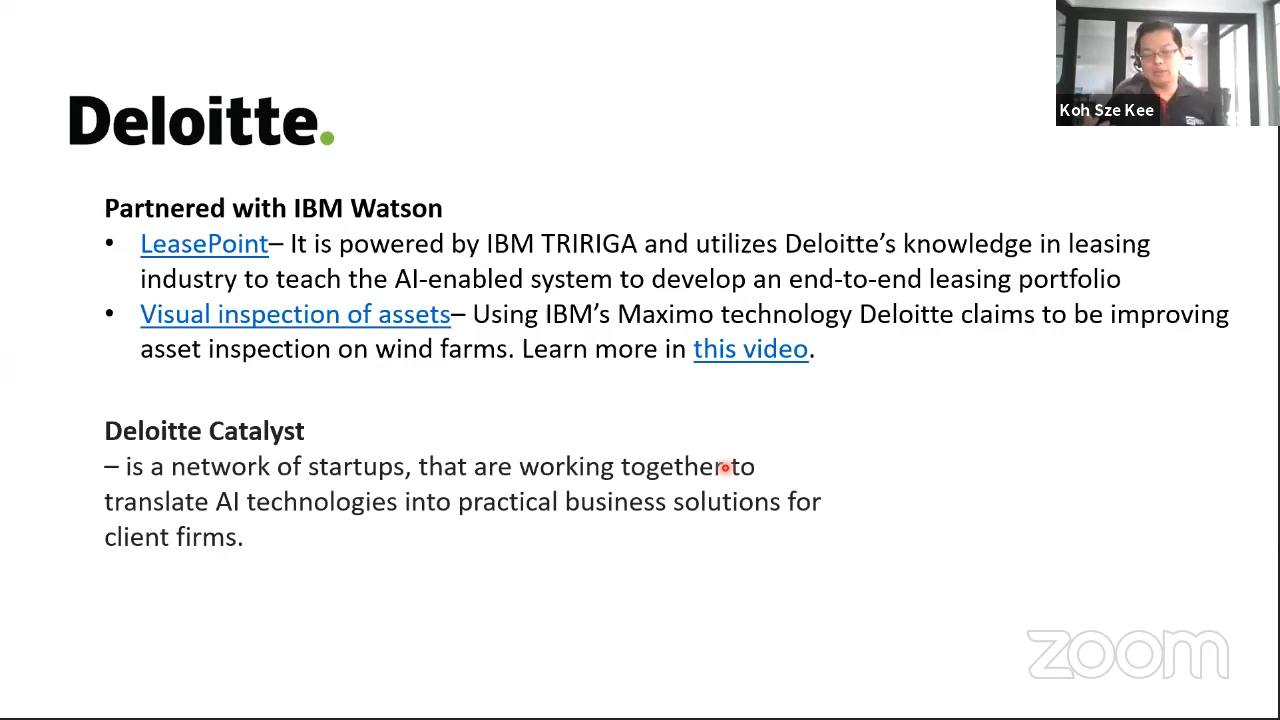 Koh Sze Kee
Deloitte.
Partnered with IBM Watson
• LeasePoint– It is powered by IBM TRIRIGA and utilizes Deloitte’s knowledge in leasing
industry to teach the AI-enabled system to develop an end-to-end leasing portfolio
• Visual inspection of assets– Using IBM’s Maximo technology Deloitte claims to be improving
asset inspection on wind farms. Learn more in this video.
Deloitte Catalyst
– is a network of startups, that are working together to
translate AI technologies into practical business solutions for
client firms.
zoom